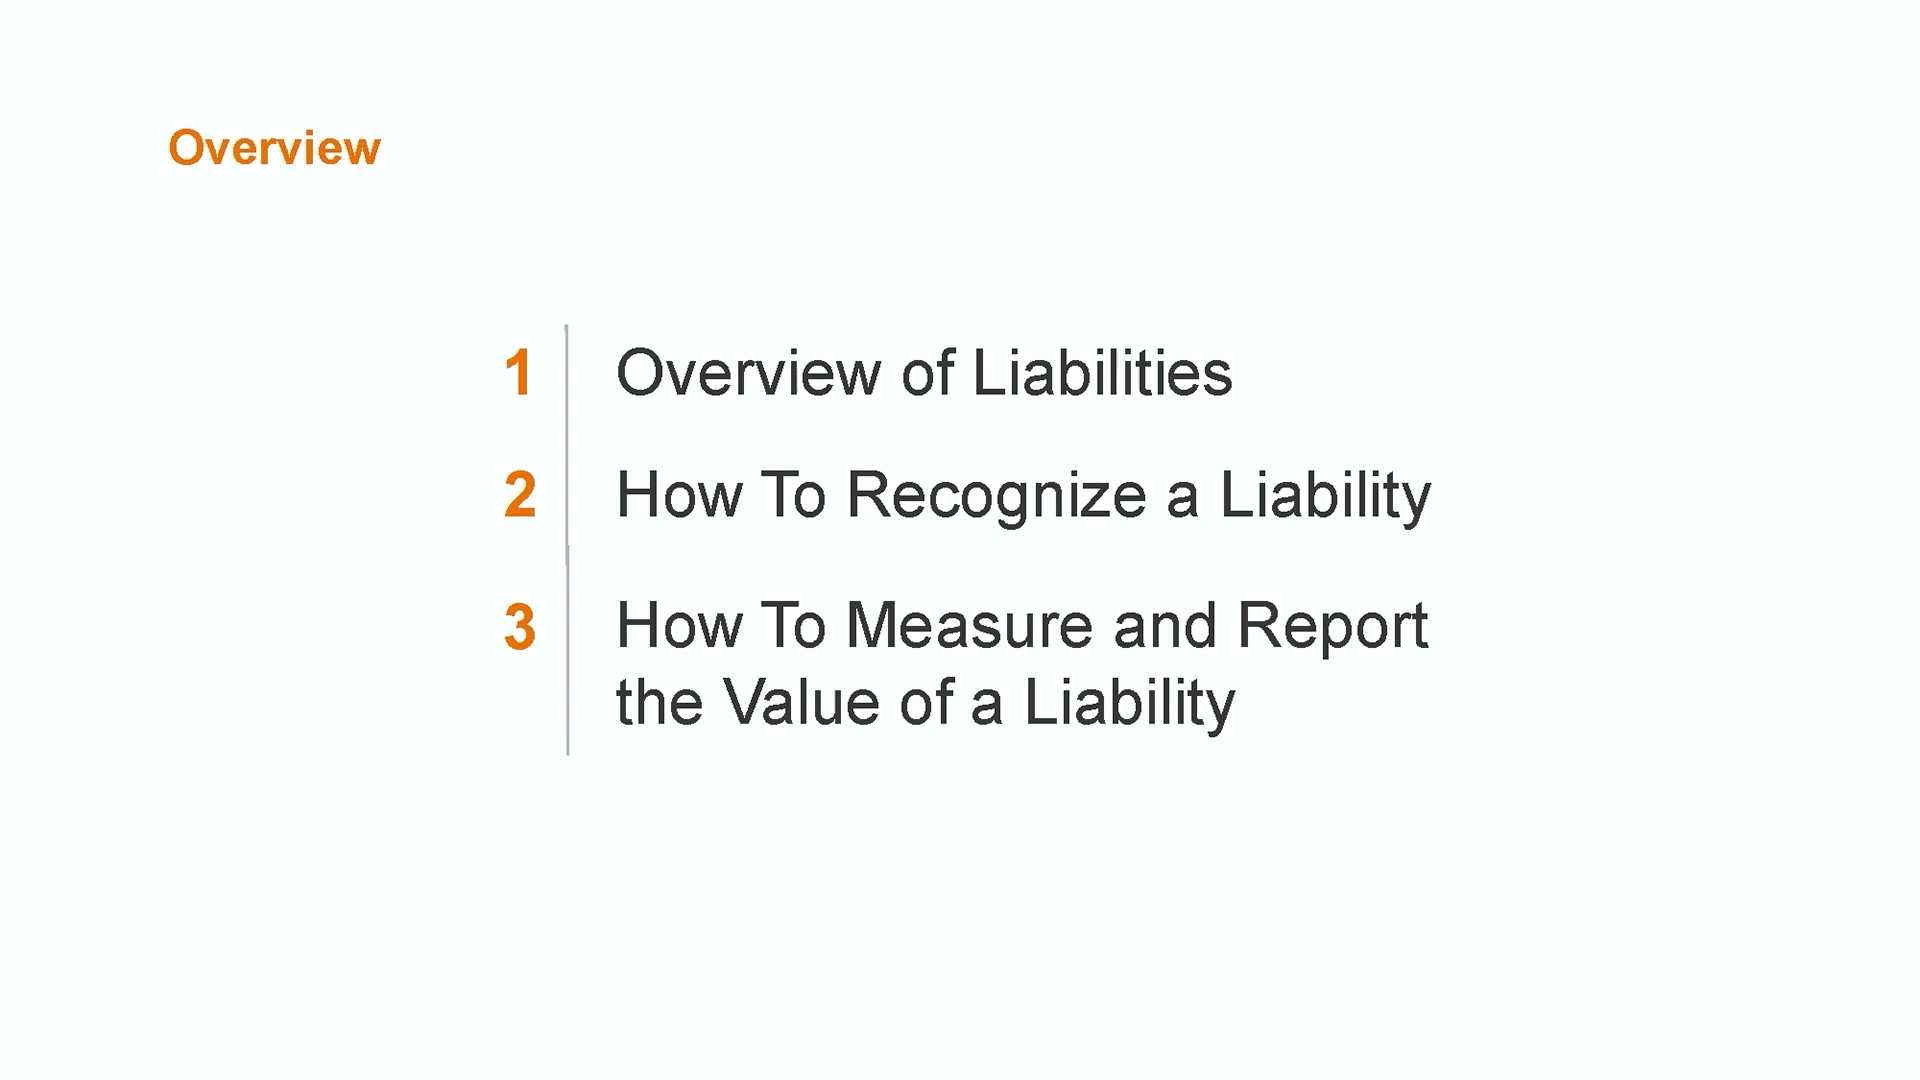 Overview
1 Overview of Liabilities
2 How To Recognize a Liability
3 How To Measure and Report
the Value of a Liability